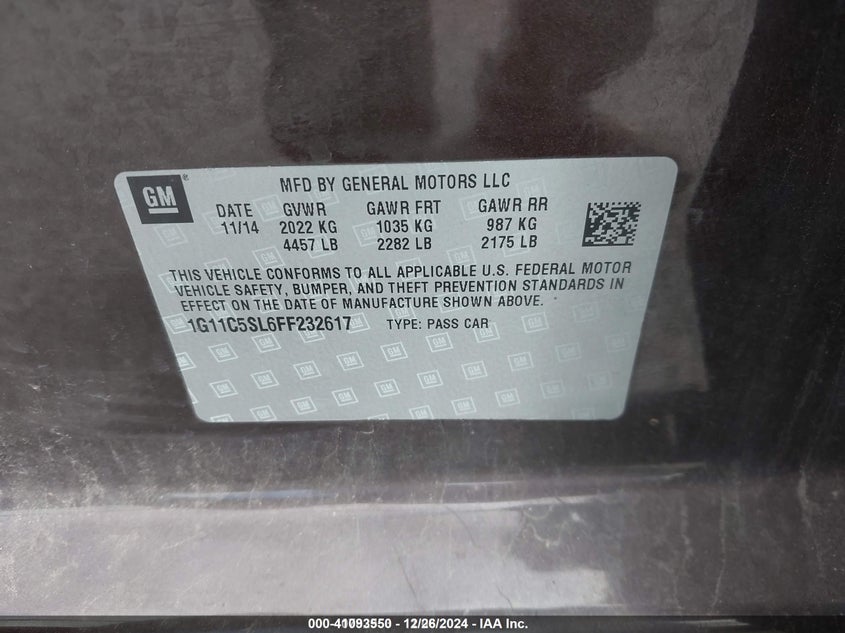 GM
MFD BY GENERAL MOTORS LLC
DATE GVWR GAWR FRT GAWR RR
11/14 2022 KG 1035 KG 987 KG
4457 LB 2282 LB 2175 LB
THIS VEHICLE CONFORMS TO ALL APPLICABLE U.S. FEDERAL MOTOR
VEHICLE SAFETY, BUMPER, AND THEFT PREVENTION STANDARDS IN
EFFECT ON THE DATE OF MANUFACTURE SHOWN ABOVE.
1G11C5SL6FF232617 TYPE: PASS CAR
000-41093550 - 12/26/2024 - IAA Inc.